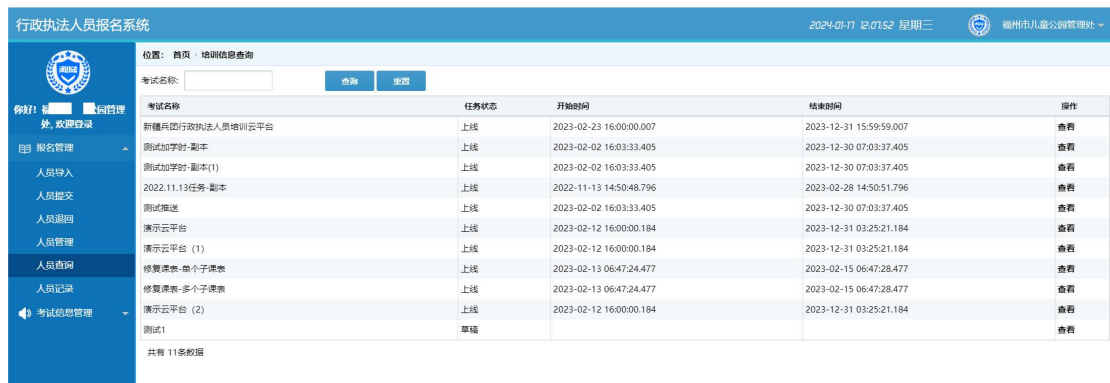 行政执法人员报名系统
2024-01-17 12:07:52 星期三
福州市儿童公园管理处
你好！福
园管理
处, 欢迎登录
报名管理
人员导入
人员提交
人员退回
人员管理
人员查询
人员记录
考试信息管理
位置： 首页 › 培训信息查询
考试名称: 查询 重置
考试名称 任务状态 开始时间 结束时间 操作
新疆兵团行政执法人员培训云平台 上线 2023-02-23 16:00:00.007 2023-12-31 15:59:59.007 查看
测试加学时-副本 上线 2023-02-02 16:03:33.405 2023-12-30 07:03:37.405 查看
测试加学时-副本(1) 上线 2023-02-02 16:03:33.405 2023-12-30 07:03:37.405 查看
2022.11.13任务-副本 上线 2022-11-13 14:50:48.796 2023-02-28 14:50:51.796 查看
测试推送 上线 2023-02-02 16:03:33.405 2023-12-30 07:03:37.405 查看
演示云平台 上线 2023-02-12 16:00:00.184 2023-12-31 03:25:21.184 查看
演示云平台（1） 上线 2023-02-12 16:00:00.184 2023-12-31 03:25:21.184 查看
修复课表-单个子课表 上线 2023-02-13 06:47:24.477 2023-02-15 06:47:28.477 查看
修复课表-多个子课表 上线 2023-02-13 06:47:24.477 2023-02-15 06:47:28.477 查看
演示云平台（2） 上线 2023-02-12 16:00:00.184 2023-12-31 03:25:21.184 查看
测试1 草稿 查看
共有 11条数据